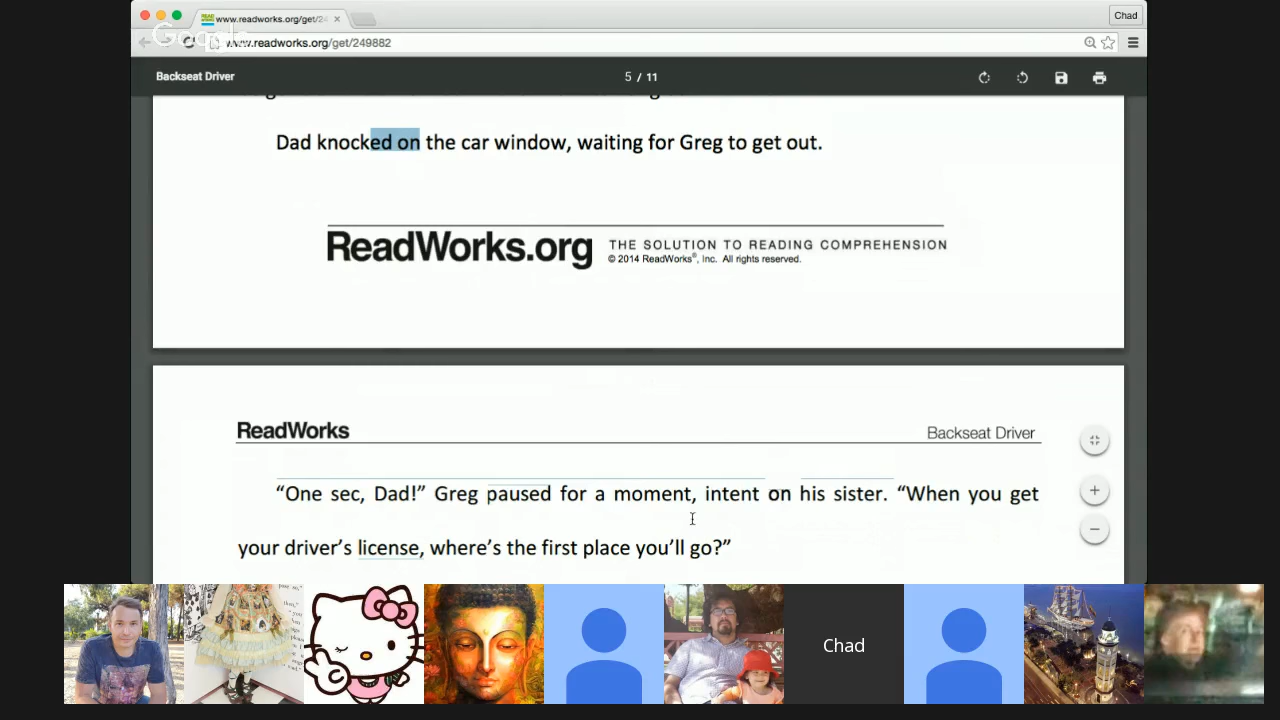 www.readworks.org/get/24
Chad
Google
www.readworks.org/get/249882
Backseat Driver
5 / 11
Dad knocked on the car window, waiting for Greg to get out.
ReadWorks.org
THE SOLUTION TO READING COMPREHENSION
© 2014 ReadWorks®, Inc. All rights reserved.
ReadWorks
Backseat Driver
“One sec, Dad!” Greg paused for a moment, intent on his sister. “When you get
your driver’s license, where’s the first place you’ll go?”
Chad